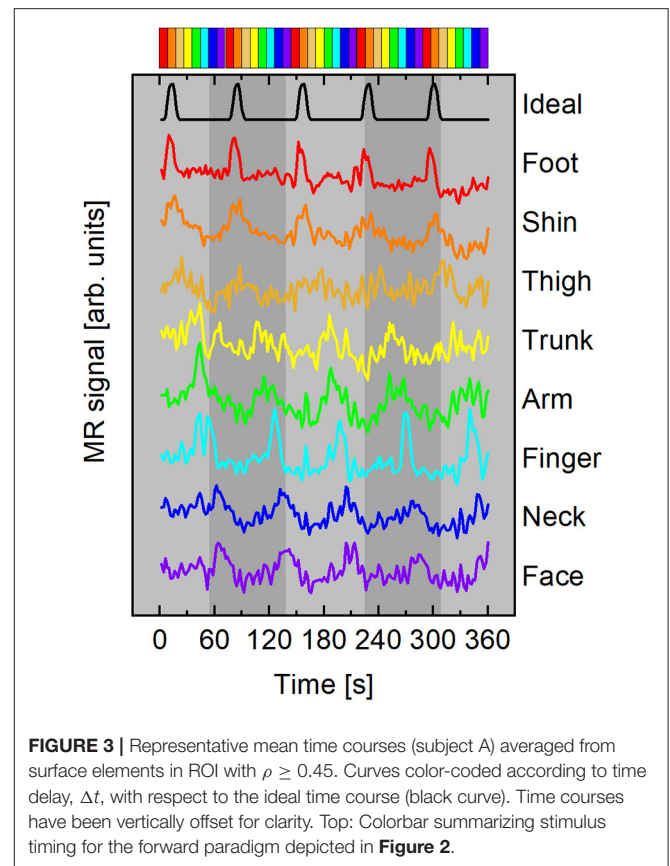 Ideal
Foot
Shin
Thigh
Trunk
Arm
Finger
Neck
Face
MR signal [arb. units]
0 60 120 180 240 300 360
Time [s]
FIGURE 3 | Representative mean time courses (subject A) averaged from
surface elements in ROI with ρ ≥ 0.45. Curves color-coded according to time
delay, Δt, with respect to the ideal time course (black curve). Time courses
have been vertically offset for clarity. Top: Colorbar summarizing stimulus
timing for the forward paradigm depicted in Figure 2.